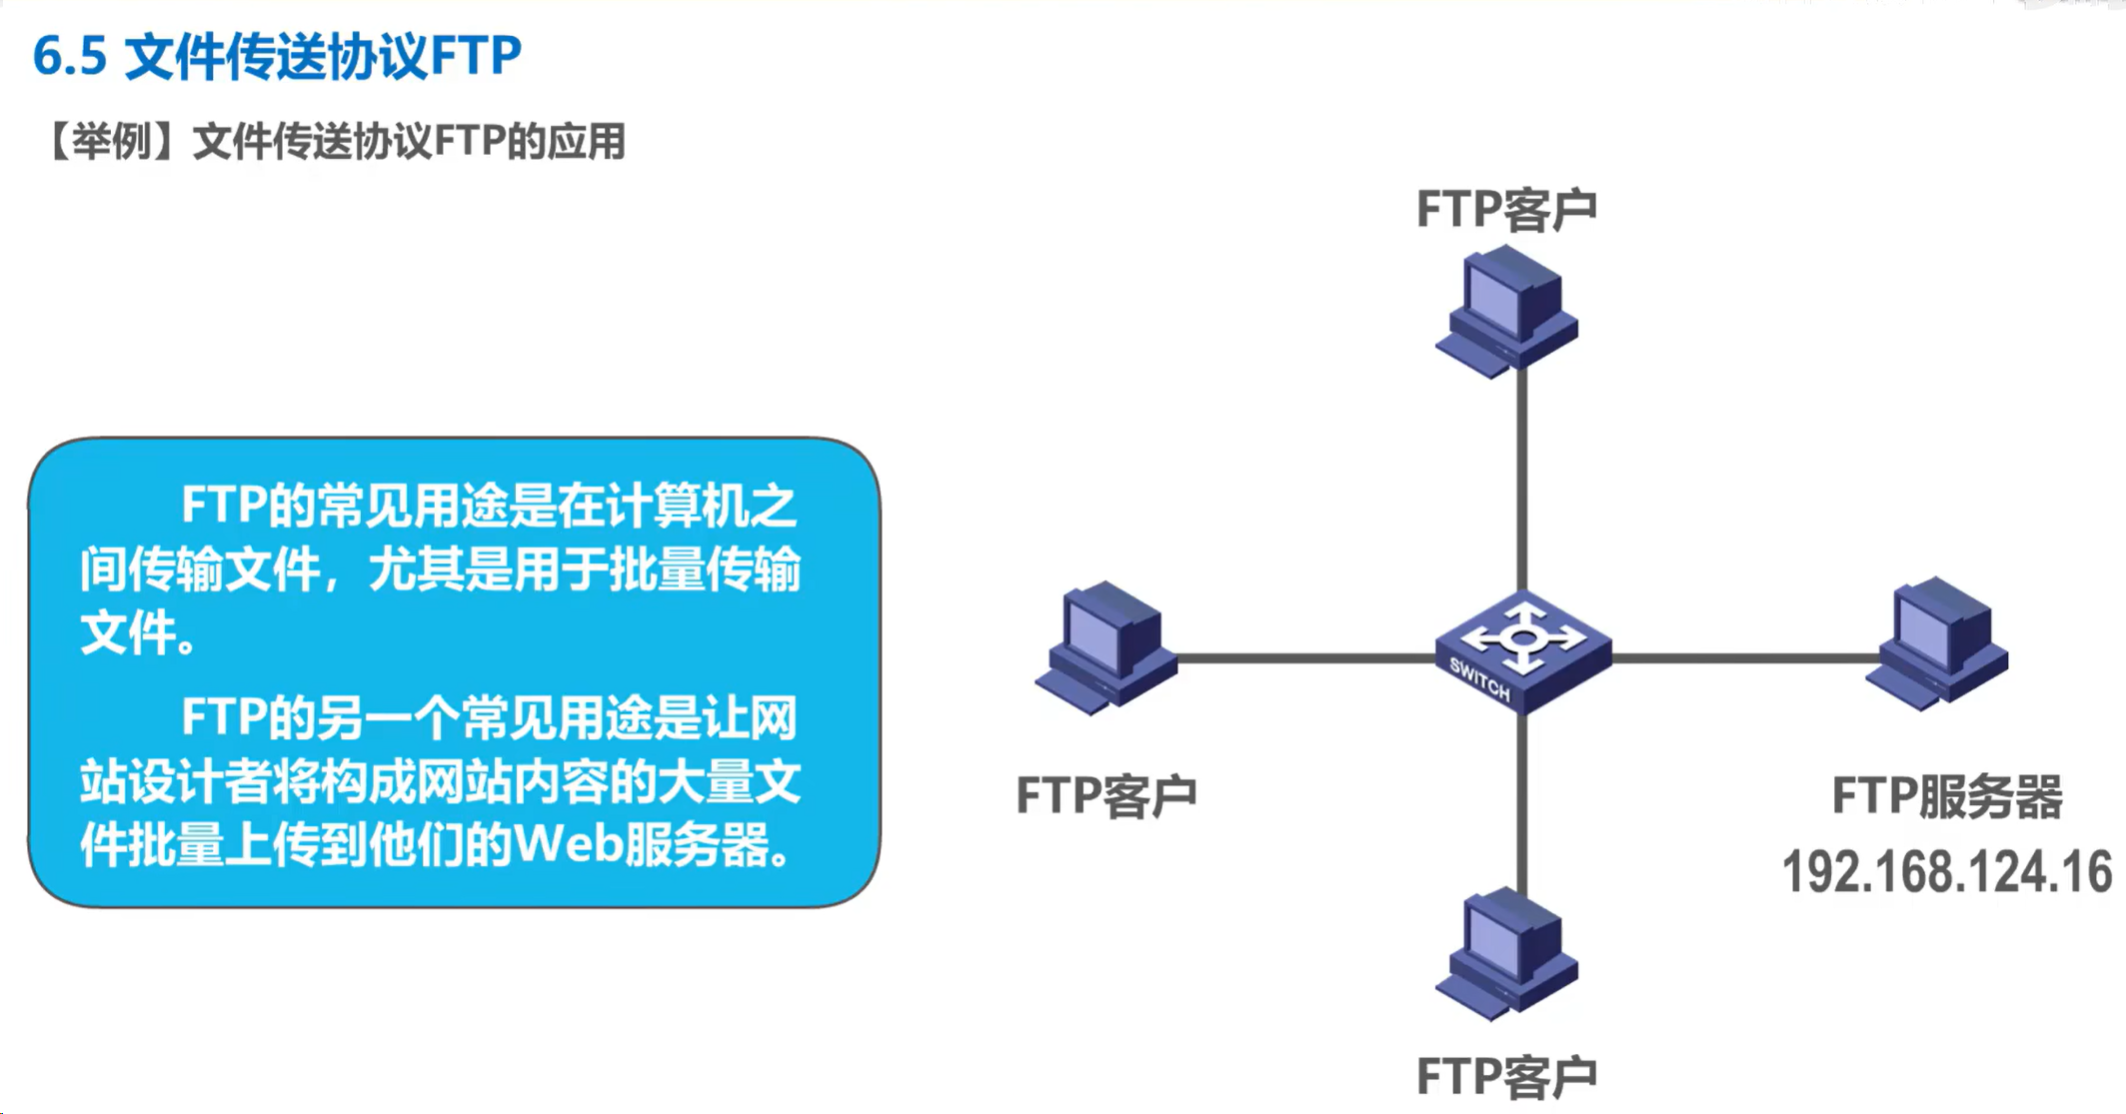 6.5 文件传送协议FTP
【举例】文件传送协议FTP的应用
FTP客户
FTP的常见用途是在计算机之
间传输文件，尤其是用于批量传输
文件。
FTP的另一个常见用途是让网
站设计者将构成网站内容的大量文
件批量上传到他们的Web服务器。
SWITCH
FTP客户
FTP服务器
192.168.124.16
FTP客户